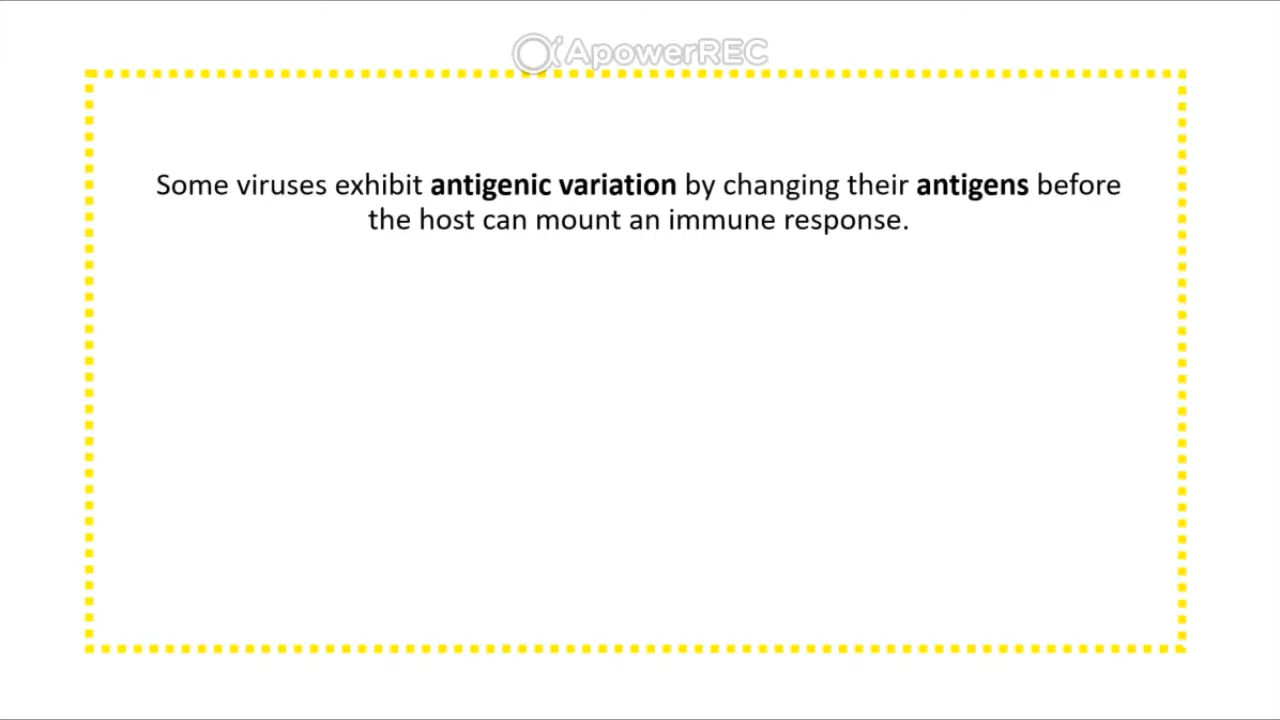 ApowerREC
Some viruses exhibit antigenic variation by changing their antigens before
the host can mount an immune response.